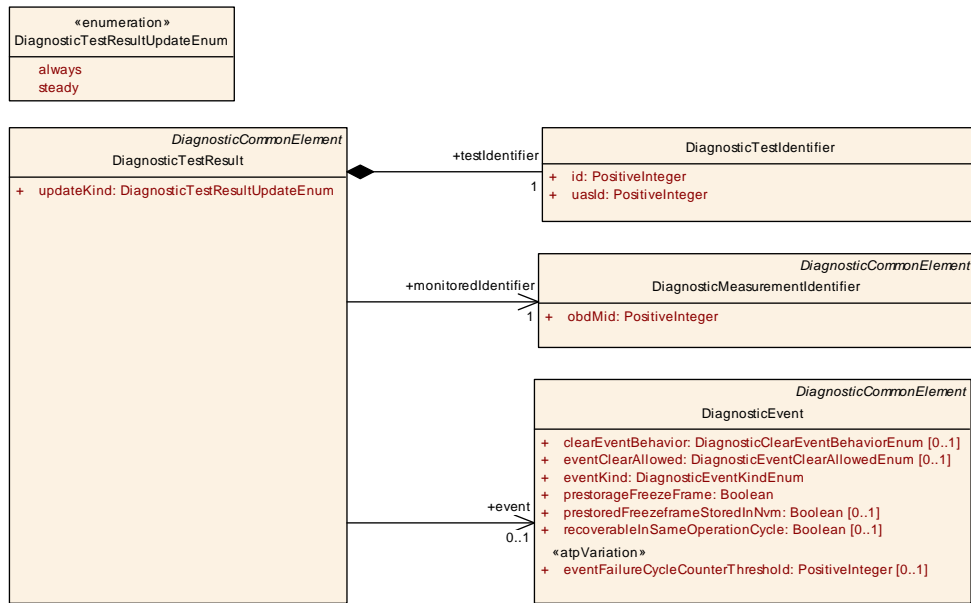 «enumeration»
DiagnosticTestResultUpdateEnum
always
steady
DiagnosticCommonElement
DiagnosticTestResult
+ updateKind: DiagnosticTestResultUpdateEnum
+testIdentifier
1
DiagnosticTestIdentifier
+ id: PositiveInteger
+ uasId: PositiveInteger
+monitoredIdentifier
1
DiagnosticCommonElement
DiagnosticMeasurementIdentifier
+ obdMid: PositiveInteger
+event
0..1
DiagnosticCommonElement
DiagnosticEvent
+ clearEventBehavior: DiagnosticClearEventBehaviorEnum [0..1]
+ eventClearAllowed: DiagnosticEventClearAllowedEnum [0..1]
+ eventKind: DiagnosticEventKindEnum
+ prestorageFreezeFrame: Boolean
+ prestoredFreezeframeStoredInNvm: Boolean [0..1]
+ recoverableInSameOperationCycle: Boolean [0..1]
«atpVariation»
+ eventFailureCycleCounterThreshold: PositiveInteger [0..1]